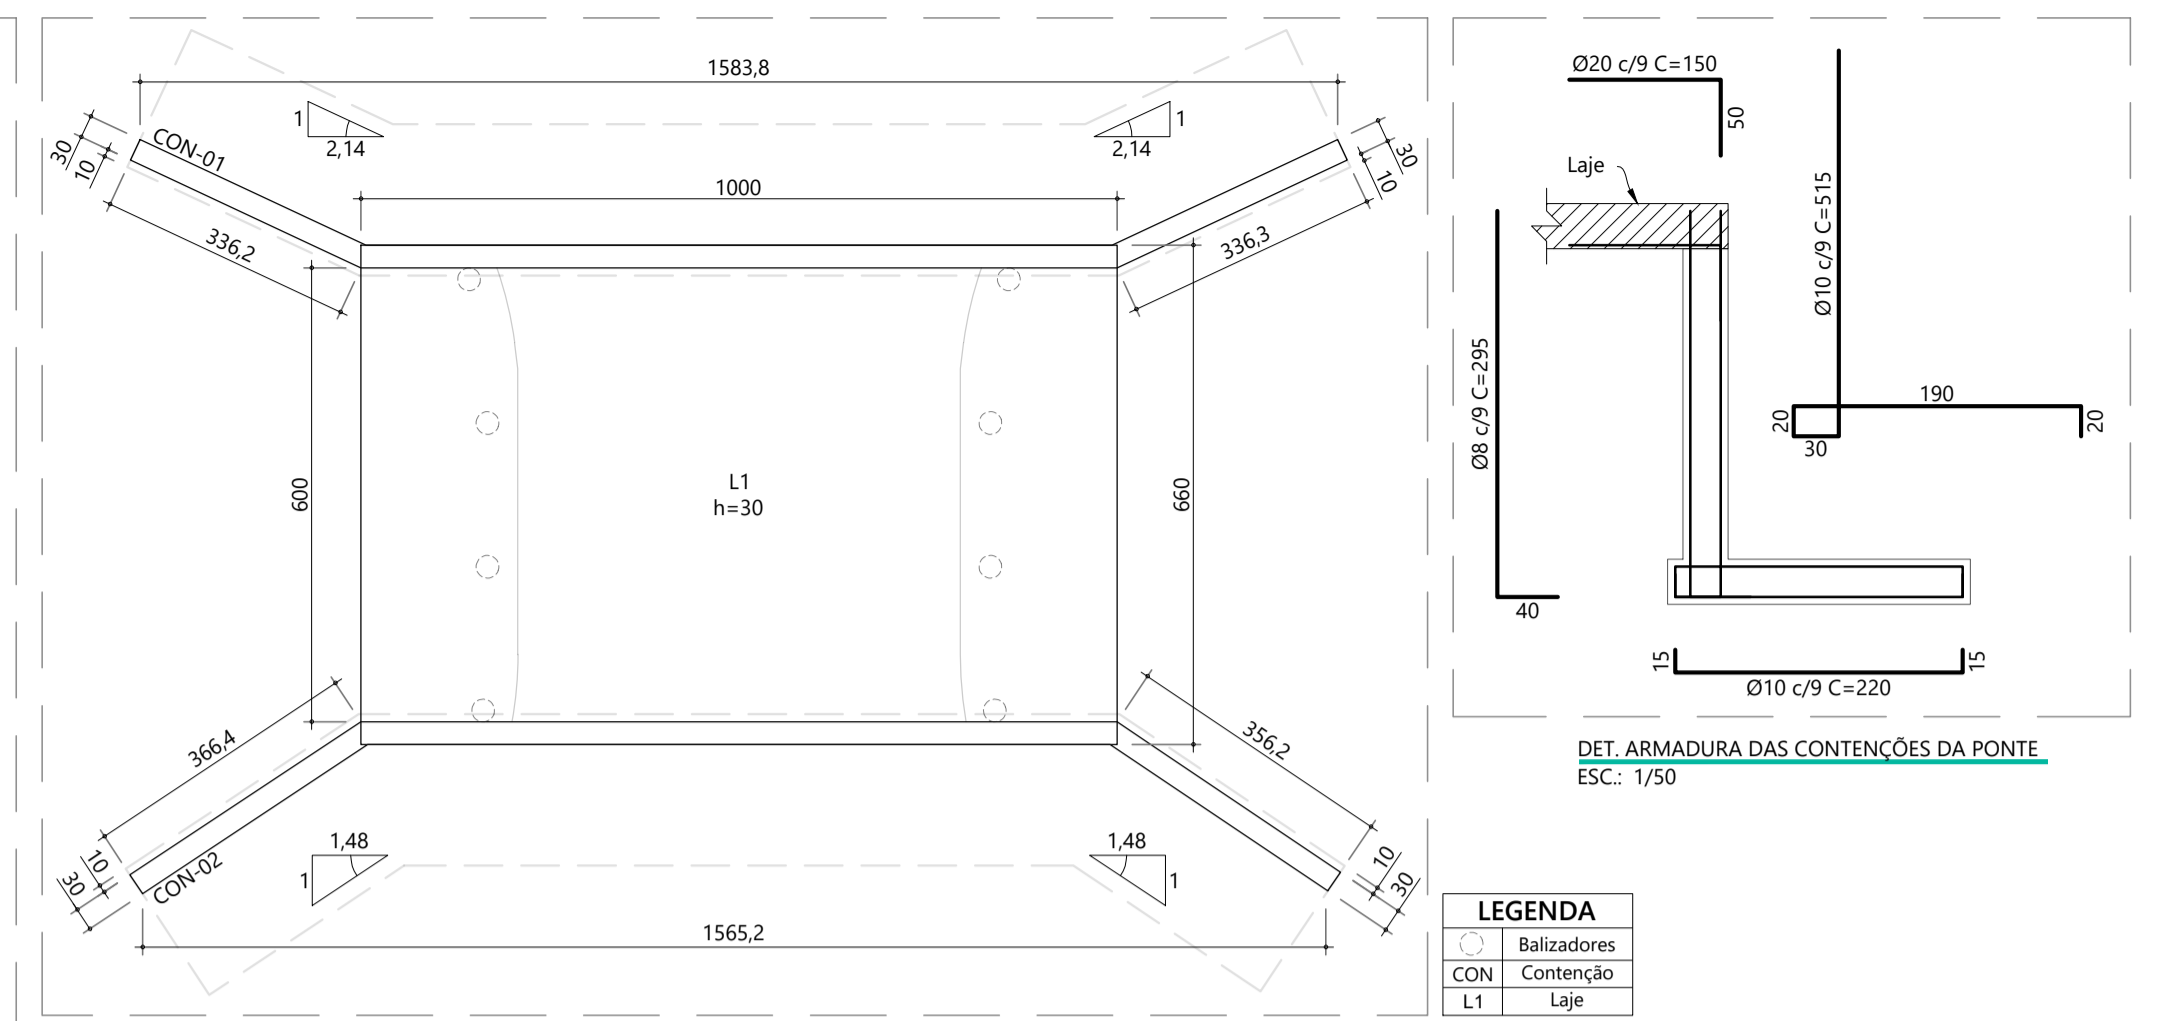 1583,8
1
2,14
1
2,14
CON-01
30
10
30
10
1000
336,2
336,3
600
660
L1
h=30
366,4
356,2
10
30
CON-02
1,48
1
1,48
1
10
30
1565,2
Ø20 c/9 C=150
50
Laje
Ø10 c/9 C=515
Ø8 c/9 C=295
40
190
20
30
20
15
15
Ø10 c/9 C=220
DET. ARMADURA DAS CONTENÇÕES DA PONTE
ESC.: 1/50
LEGENDA
Balizadores
CON Contenção
L1 Laje